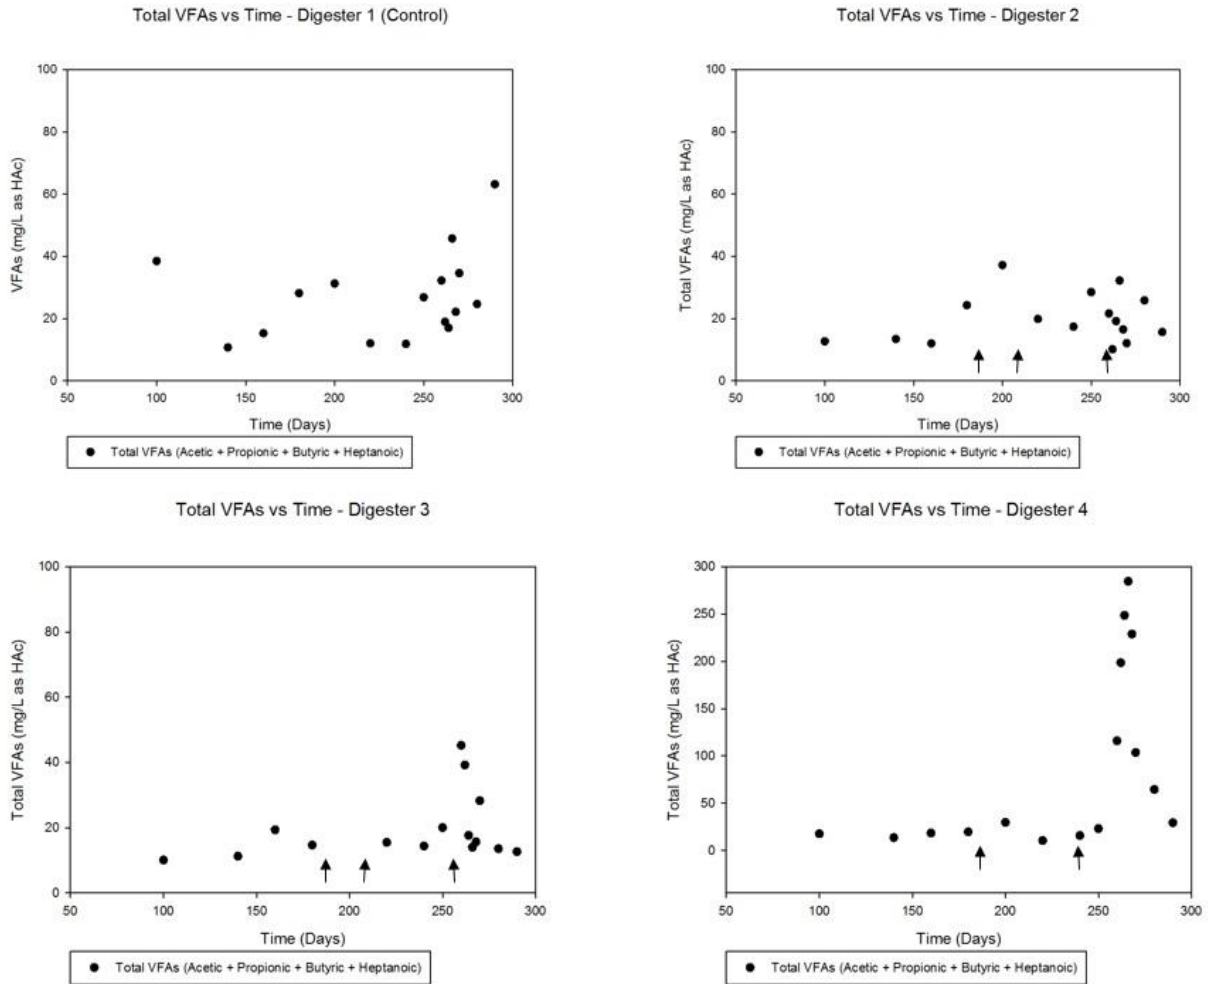 Total VFAs vs Time - Digester 1 (Control)
VFAs (mg/L as HAc)
100
80
60
40
20
0
50 100 150 200 250 300
Time (Days)
Total VFAs (Acetic + Propionic + Butyric + Heptanoic)
Total VFAs vs Time - Digester 2
Total VFAs (mg/L as HAc)
100
80
60
40
20
0
50 100 150 200 250 300
Time (Days)
Total VFAs (Acetic + Propionic + Butyric + Heptanoic)
Total VFAs vs Time - Digester 3
Total VFAs (mg/L as HAc)
100
80
60
40
20
0
50 100 150 200 250 300
Time (Days)
Total VFAs (Acetic + Propionic + Butyric + Heptanoic)
Total VFAs vs Time - Digester 4
Total VFAs (mg/L as HAc)
300
250
200
150
100
50
0
50 100 150 200 250 300
Time (Days)
Total VFAs (Acetic + Propionic + Butyric + Heptanoic)